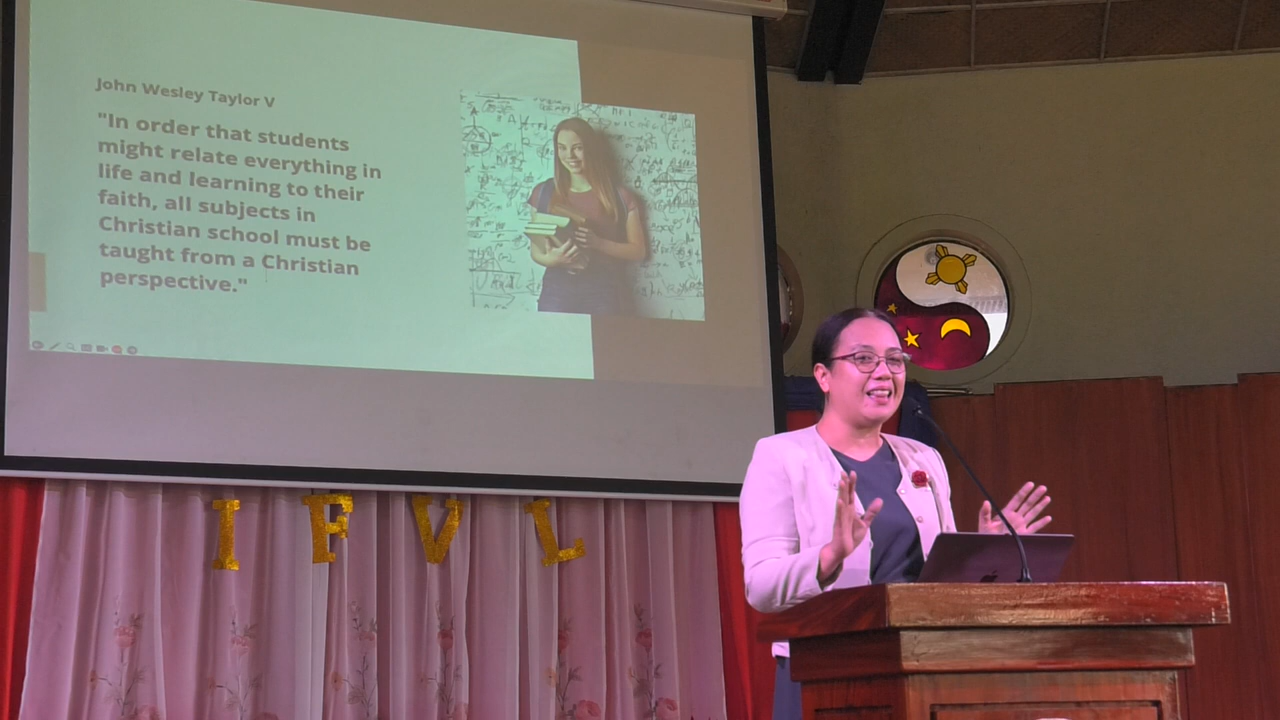 John Wesley Taylor V
"In order that students
might relate everything in
life and learning to their
faith, all subjects in
Christian school must be
taught from a Christian
perspective."
I F V L